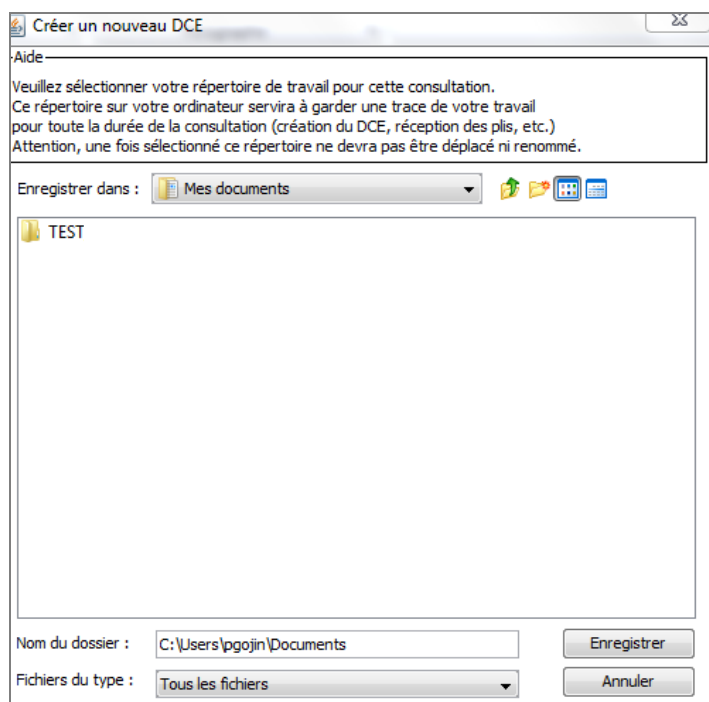 Créer un nouveau DCE
Aide
Veuillez sélectionner votre répertoire de travail pour cette consultation.
Ce répertoire sur votre ordinateur servira à garder une trace de votre travail
pour toute la durée de la consultation (création du DCE, réception des plis, etc.)
Attention, une fois sélectionné ce répertoire ne devra pas être déplacé ni renommé.
Enregistrer dans : Mes documents
TEST
Nom du dossier : C:\Users\pgojin\Documents Enregistrer
Fichiers du type : Tous les fichiers Annuler